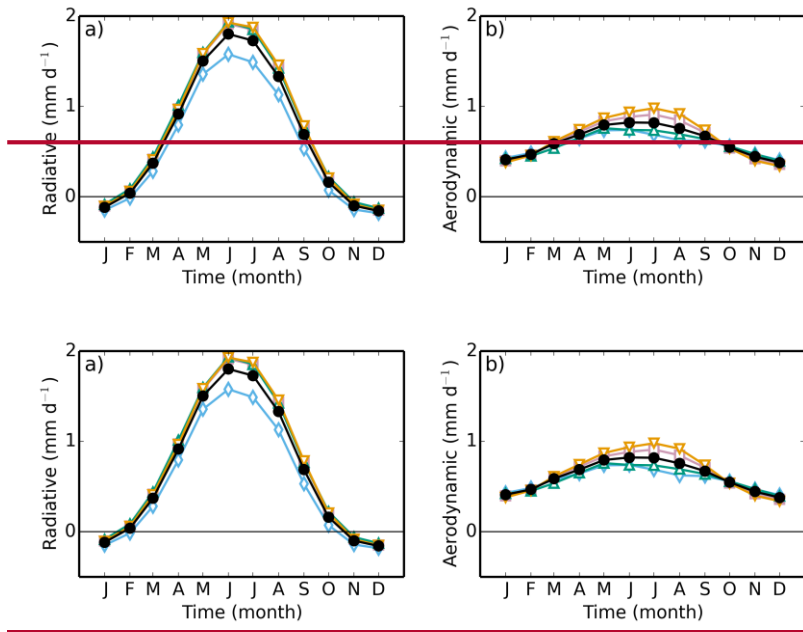 a)
2
1
0
Radiative (mm d⁻¹)
J F M A M J J A S O N D
Time (month)
b)
2
1
0
Aerodynamic (mm d⁻¹)
J F M A M J J A S O N D
Time (month)
a)
2
1
0
Radiative (mm d⁻¹)
J F M A M J J A S O N D
Time (month)
b)
2
1
0
Aerodynamic (mm d⁻¹)
J F M A M J J A S O N D
Time (month)